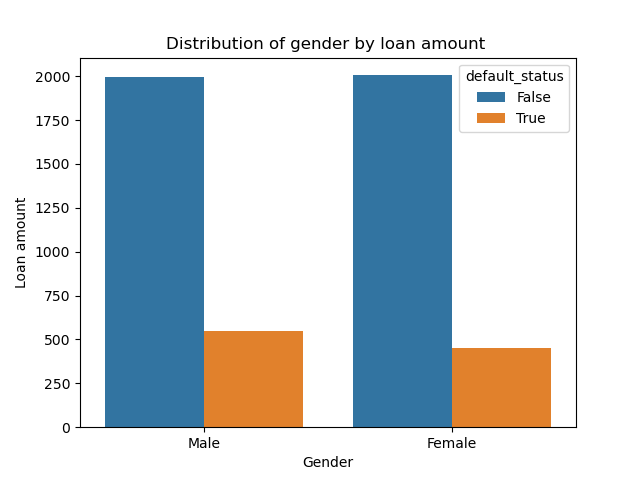 Distribution of gender by loan amount
default_status
False
True
Loan amount
2000
1750
1500
1250
1000
750
500
250
0
Male
Female
Gender